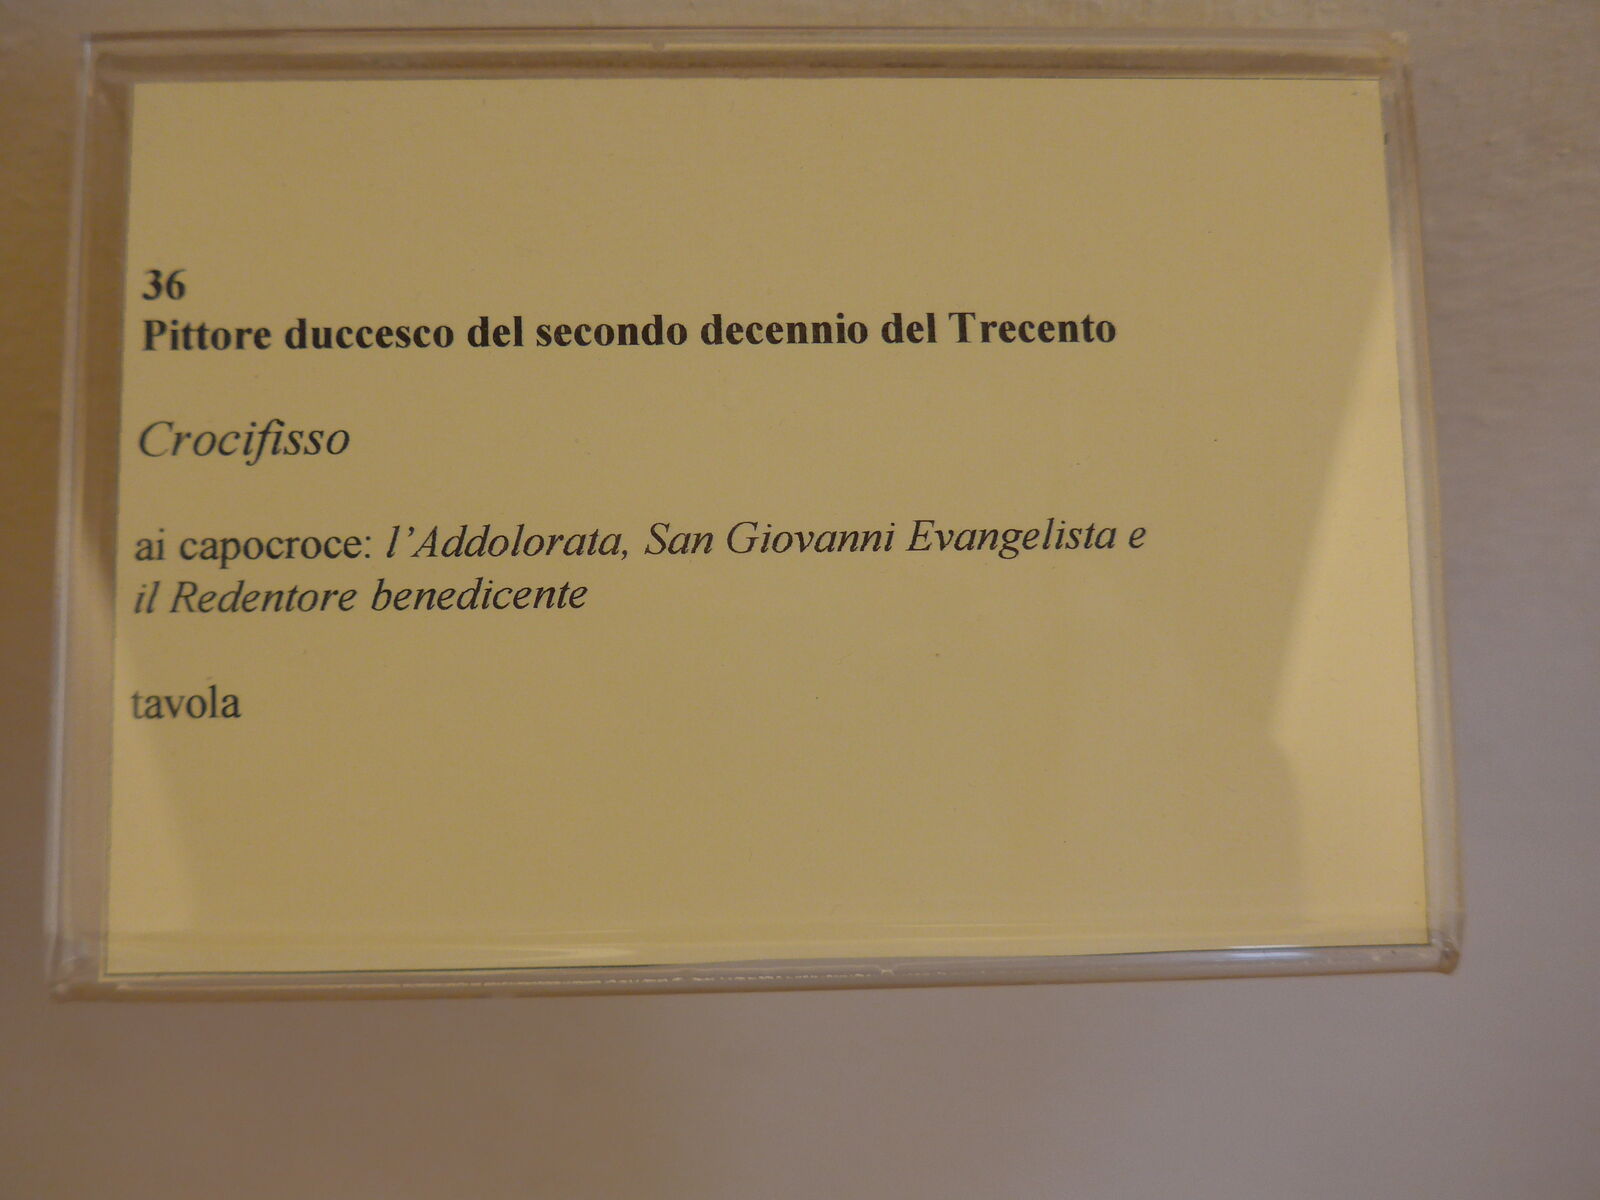 36
Pittore duccesco del secondo decennio del Trecento
Crocifisso
ai capocroce: l'Addolorata, San Giovanni Evangelista e
il Redentore benedicente
tavola